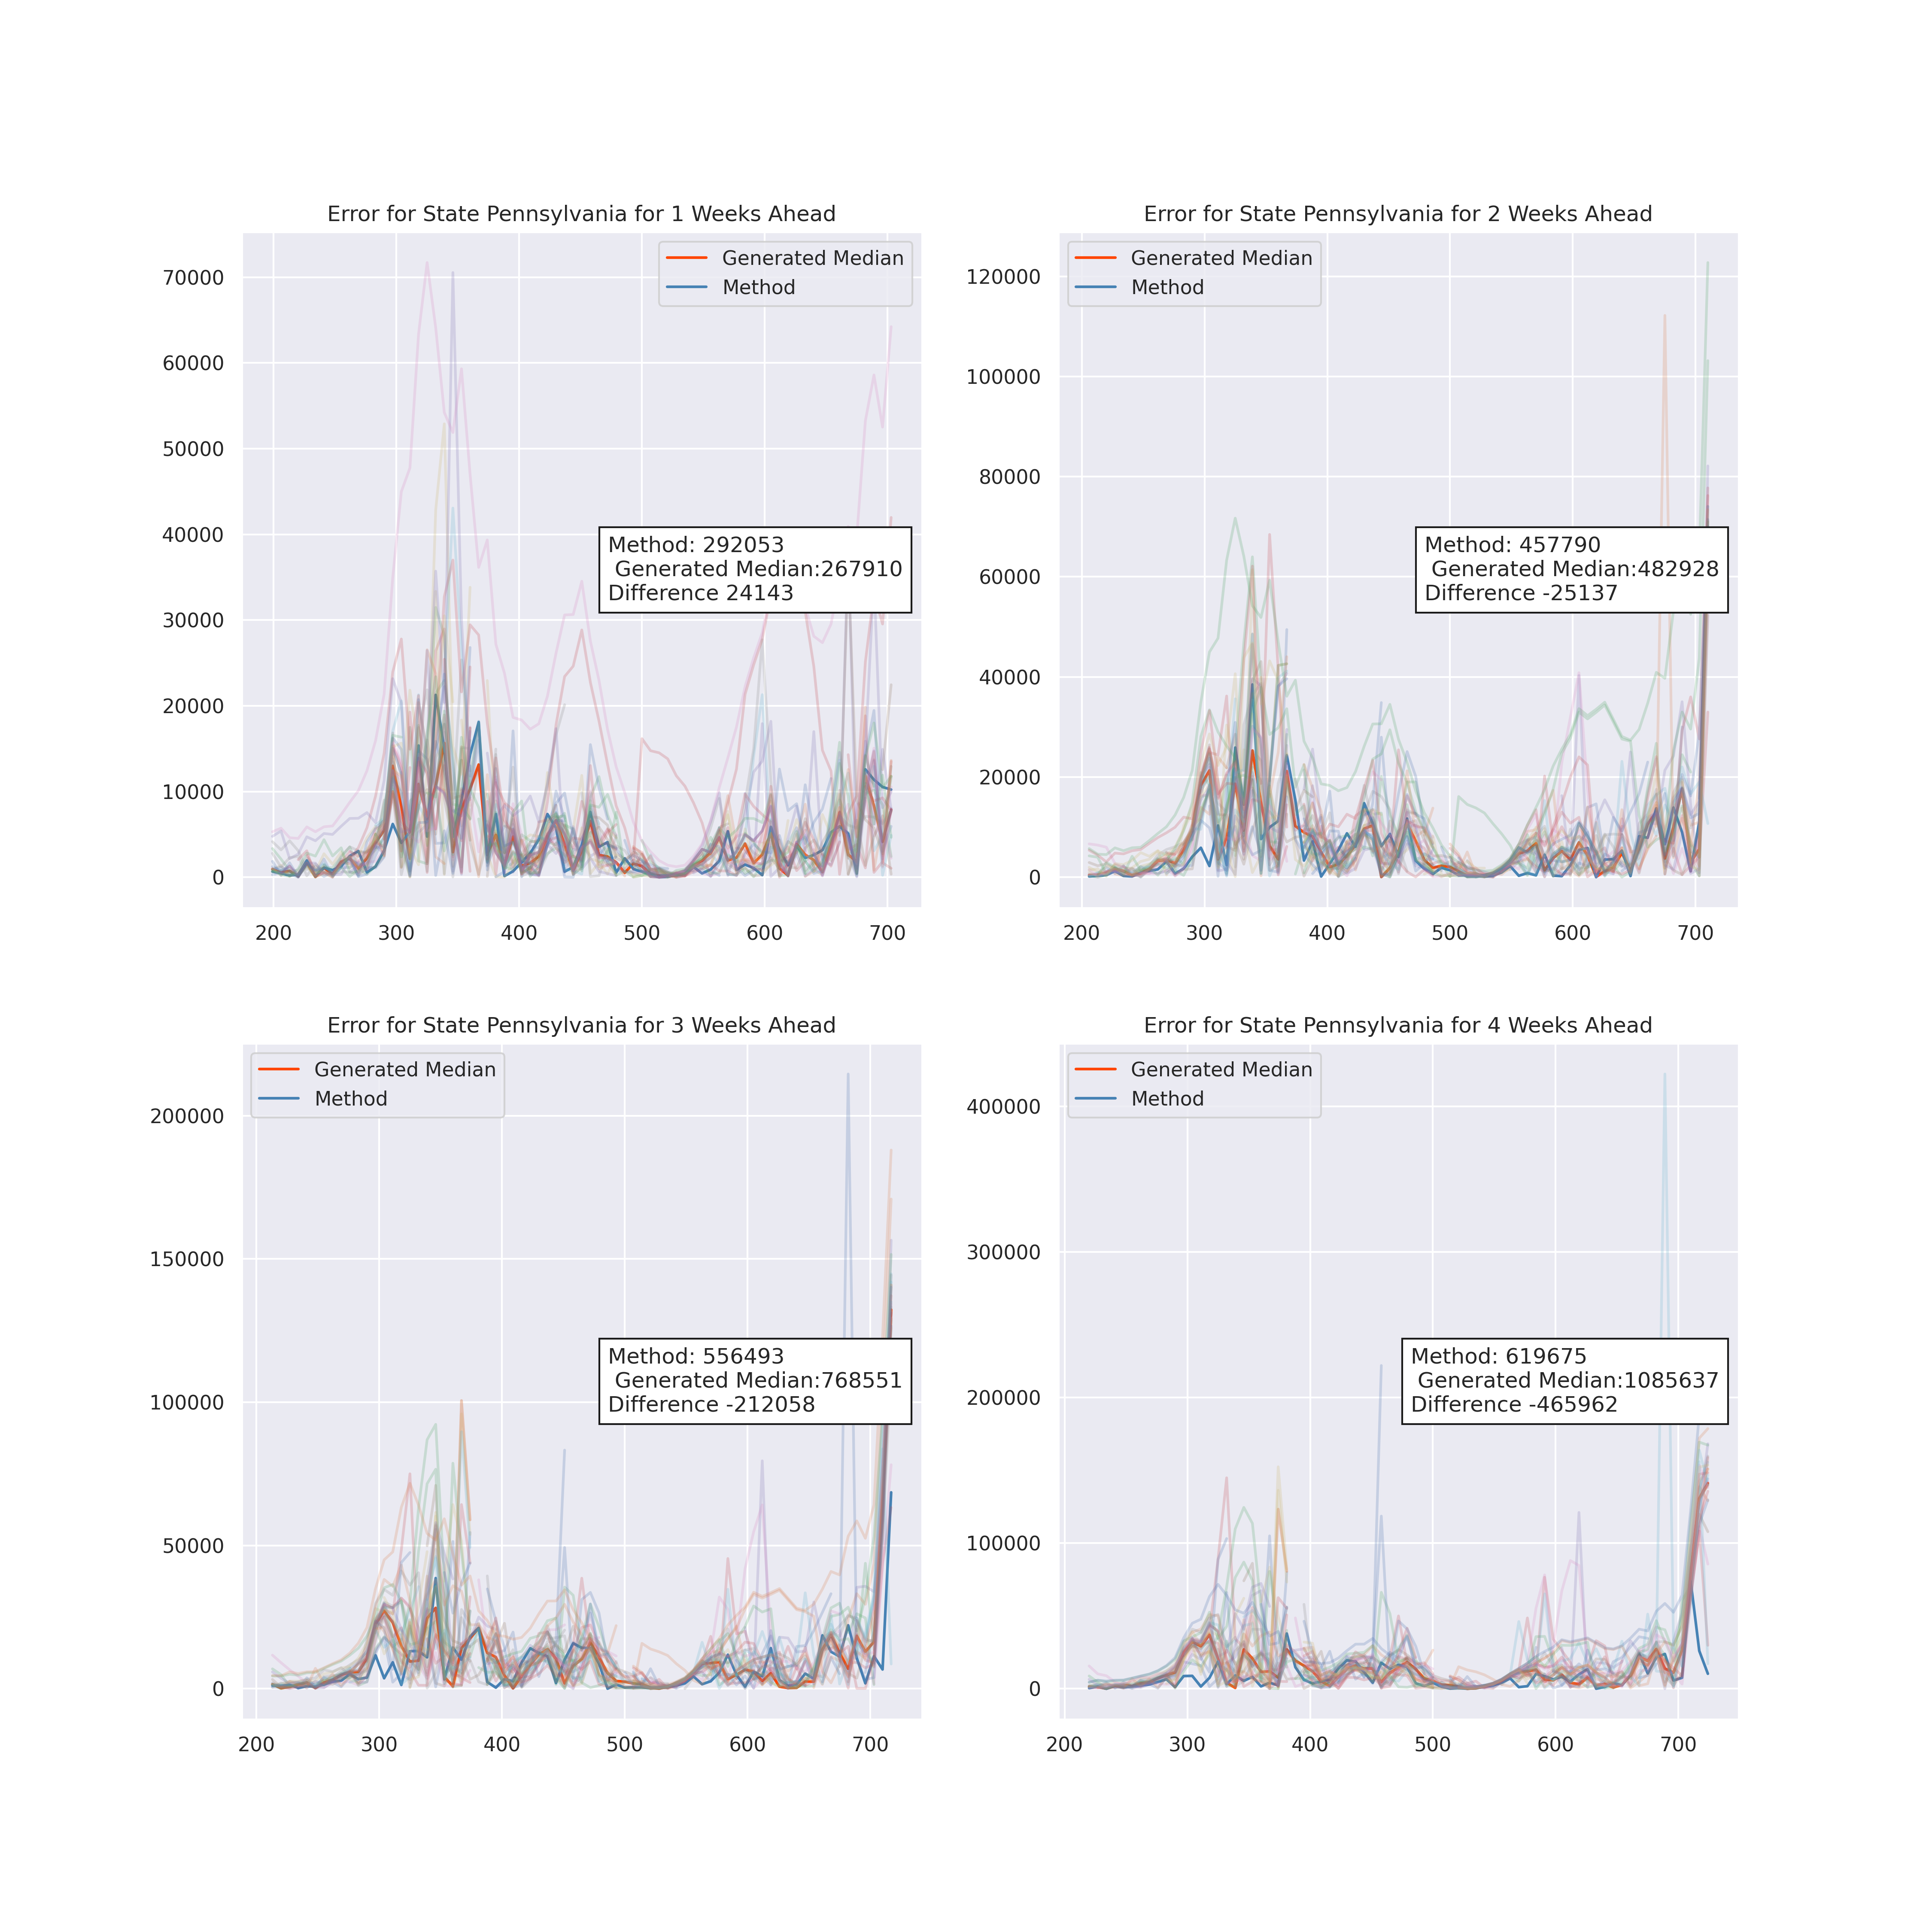 Error for State Pennsylvania for 1 Weeks Ahead
Generated Median
Method
70000
60000
50000
40000
30000
20000
10000
0
Method: 292053
Generated Median:267910
Difference 24143
200 300 400 500 600 700
Error for State Pennsylvania for 2 Weeks Ahead
Generated Median
Method
120000
100000
80000
60000
40000
20000
0
Method: 457790
Generated Median:482928
Difference -25137
200 300 400 500 600 700
Error for State Pennsylvania for 3 Weeks Ahead
Generated Median
Method
200000
150000
100000
50000
0
Method: 556493
Generated Median:768551
Difference -212058
200 300 400 500 600 700
Error for State Pennsylvania for 4 Weeks Ahead
Generated Median
Method
400000
300000
200000
100000
0
Method: 619675
Generated Median:1085637
Difference -465962
200 300 400 500 600 700